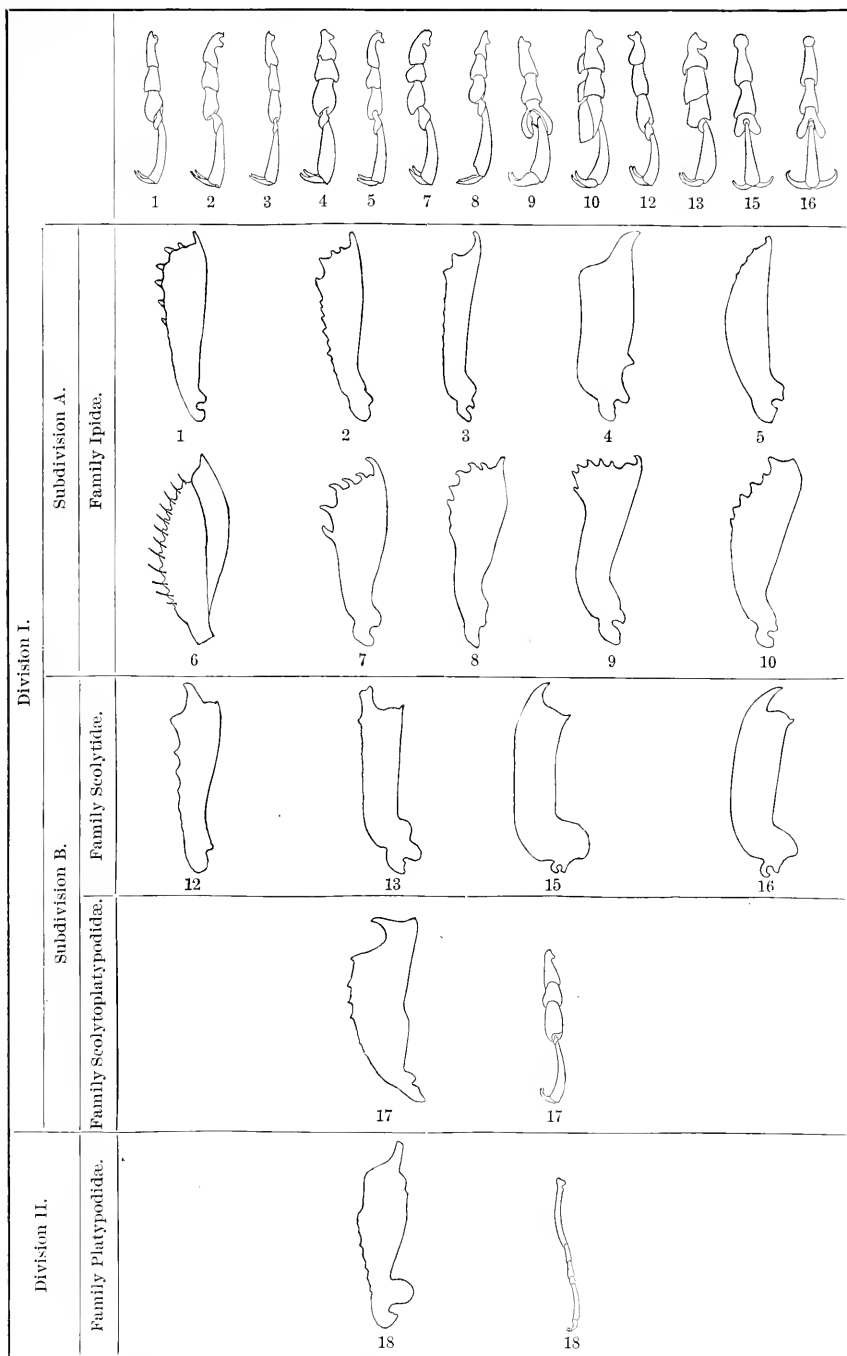 1 2 3 4 5 7 8 9 10 12 13 15 16
Division I.
Subdivision A.
Family Ipidæ.
1 2 3 4 5
6 7 8 9 10
Subdivision B.
Family Scolytidæ.
12 13 15 16
Family Scolytoplatypodidæ.
17 17
Division II.
Family Platypodidæ.
18 18